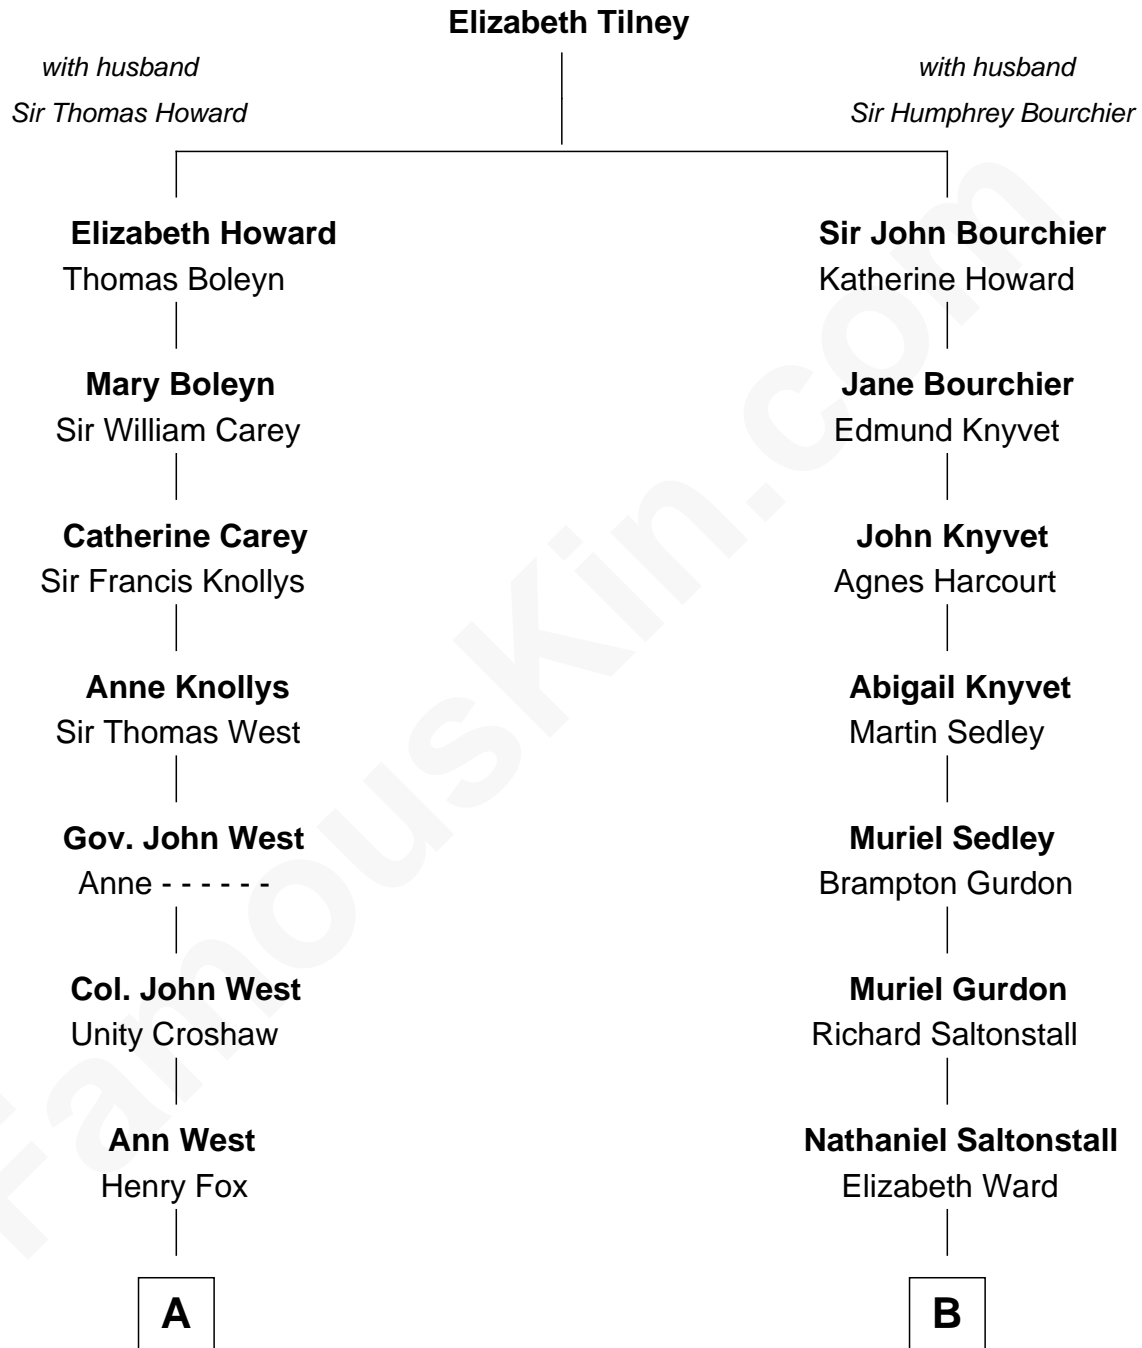 Elizabeth Tilney
with husband
Sir Thomas Howard
with husband
Sir Humphrey Bourchier
Elizabeth Howard
Thomas Boleyn
Sir John Bourchier
Katherine Howard
Mary Boleyn
Sir William Carey
Jane Bourchier
Edmund Knyvet
Catherine Carey
Sir Francis Knollys
John Knyvet
Agnes Harcourt
Anne Knollys
Sir Thomas West
Abigail Knyvet
Martin Sedley
Gov. John West
Anne - - - - - -
Muriel Sedley
Brampton Gurdon
Col. John West
Unity Croshaw
Muriel Gurdon
Richard Saltonstall
Ann West
Henry Fox
Nathaniel Saltonstall
Elizabeth Ward
A
B
FamousKin.com